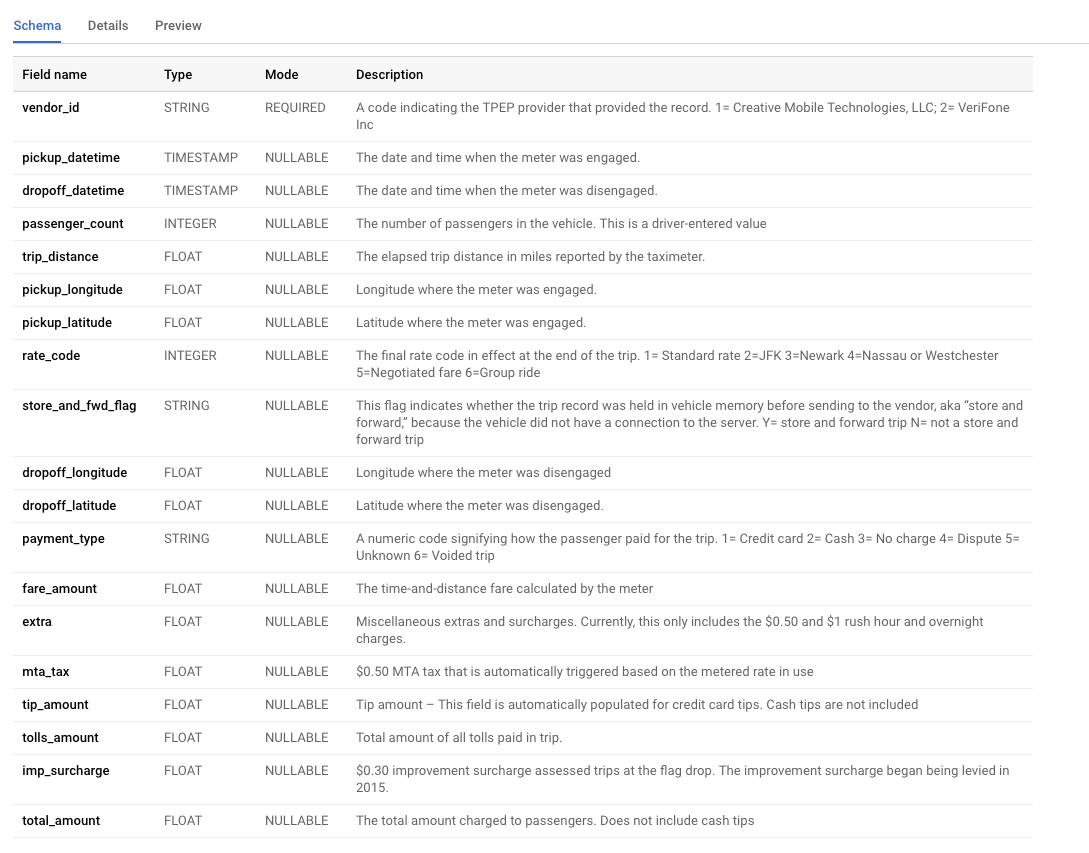 Schema Details Preview
Field name Type Mode Description
vendor_id STRING REQUIRED A code indicating the TPEP provider that provided the record. 1= Creative Mobile Technologies, LLC; 2= VeriFone
Inc
pickup_datetime TIMESTAMP NULLABLE The date and time when the meter was engaged.
dropoff_datetime TIMESTAMP NULLABLE The date and time when the meter was disengaged.
passenger_count INTEGER NULLABLE The number of passengers in the vehicle. This is a driver-entered value
trip_distance FLOAT NULLABLE The elapsed trip distance in miles reported by the taximeter.
pickup_longitude FLOAT NULLABLE Longitude where the meter was engaged.
pickup_latitude FLOAT NULLABLE Latitude where the meter was engaged.
rate_code INTEGER NULLABLE The final rate code in effect at the end of the trip. 1= Standard rate 2=JFK 3=Newark 4=Nassau or Westchester
5=Negotiated fare 6=Group ride
store_and_fwd_flag STRING NULLABLE This flag indicates whether the trip record was held in vehicle memory before sending to the vendor, aka “store and
forward,” because the vehicle did not have a connection to the server. Y= store and forward trip N= not a store and
forward trip
dropoff_longitude FLOAT NULLABLE Longitude where the meter was disengaged
dropoff_latitude FLOAT NULLABLE Latitude where the meter was disengaged.
payment_type STRING NULLABLE A numeric code signifying how the passenger paid for the trip. 1= Credit card 2= Cash 3= No charge 4= Dispute 5=
Unknown 6= Voided trip
fare_amount FLOAT NULLABLE The time-and-distance fare calculated by the meter
extra FLOAT NULLABLE Miscellaneous extras and surcharges. Currently, this only includes the $0.50 and $1 rush hour and overnight
charges.
mta_tax FLOAT NULLABLE $0.50 MTA tax that is automatically triggered based on the metered rate in use
tip_amount FLOAT NULLABLE Tip amount – This field is automatically populated for credit card tips. Cash tips are not included
tolls_amount FLOAT NULLABLE Total amount of all tolls paid in trip.
imp_surcharge FLOAT NULLABLE $0.30 improvement surcharge assessed trips at the flag drop. The improvement surcharge began being levied in
2015.
total_amount FLOAT NULLABLE The total amount charged to passengers. Does not include cash tips